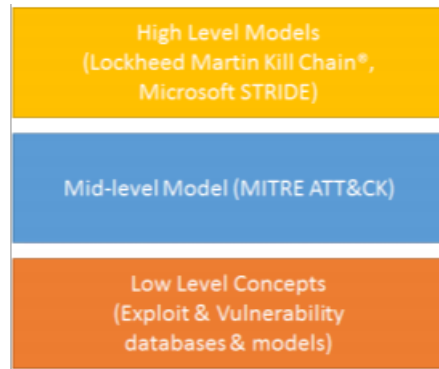 High Level Models
(Lockheed Martin Kill Chain®,
Microsoft STRIDE)
Mid-level Model (MITRE ATT&CK)
Low Level Concepts
(Exploit & Vulnerability
databases & models)